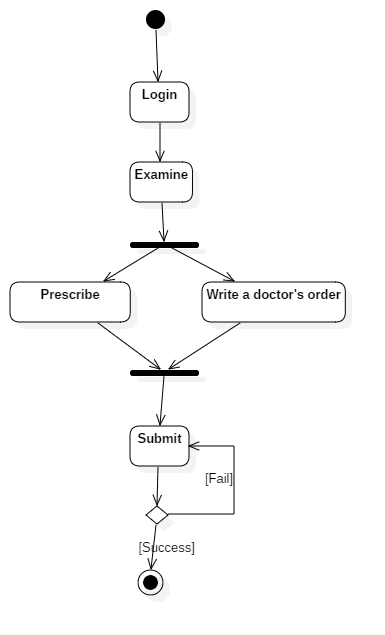 Login
Examine
Prescribe
Write a doctor's order
Submit
[Fail]
[Success]